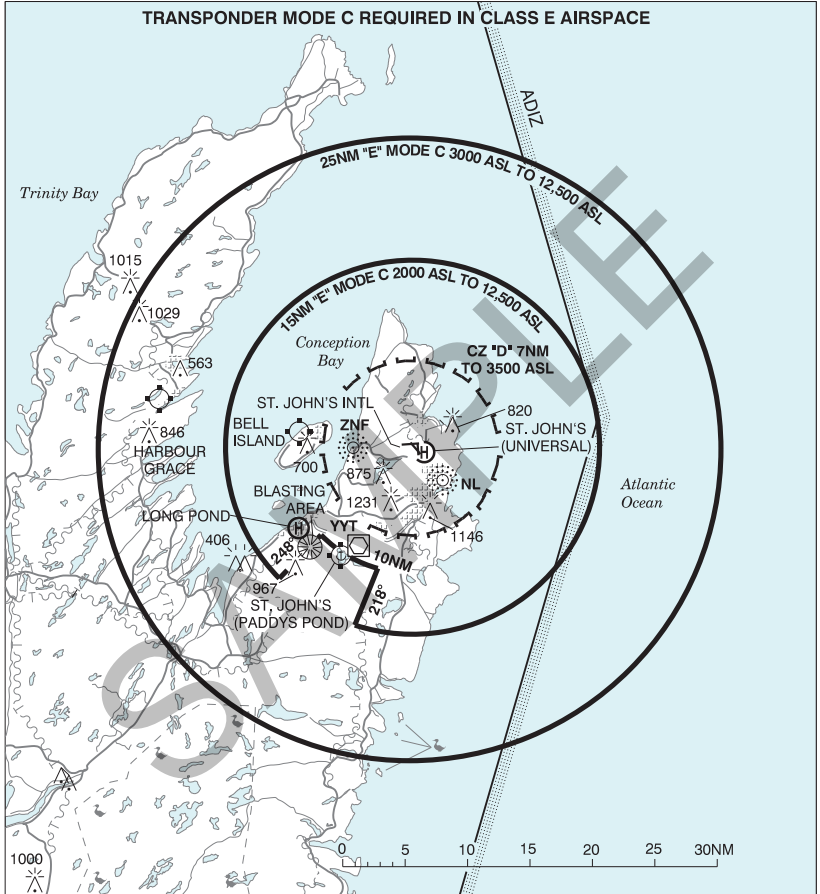 TRANSPONDER MODE C REQUIRED IN CLASS E AIRSPACE
ADIZ
25NM "E" MODE C 3000 ASL TO 12,500 ASL
Trinity Bay
1015
1029
15NM "E" MODE C 2000 ASL TO 12,500 ASL
Conception
Bay
CZ "D" 7NM
TO 3500 ASL
563
ST. JOHN'S INTL
820
BELL
ISLAND
ZNF
ST. JOHN'S
(UNIVERSAL)
H
846
HARBOUR
GRACE
700
875
NL
Atlantic
Ocean
BLASTING
AREA
1231
LONG POND
H
YYT
1146
406
248°
10NM
967
ST. JOHN'S
(PADDYS POND)
218°
SAMPLE
1000
0 5 10 15 20 25 30NM